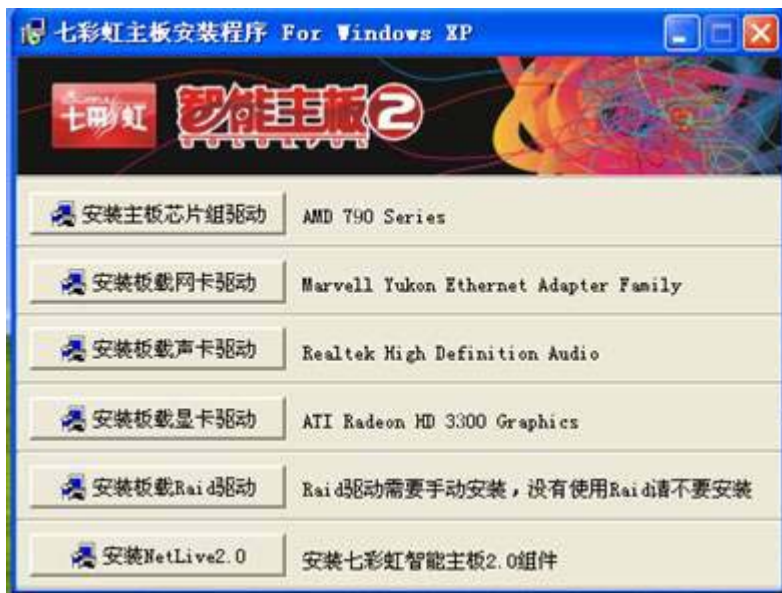 七彩虹主板安装程序 For Windows XP
七彩虹 智能主板2
安装主板芯片组驱动 AMD 790 Series
安装板载网卡驱动 Marvell Yukon Ethernet Adapter Family
安装板载声卡驱动 Realtek High Definition Audio
安装板载显卡驱动 ATI Radeon HD 3300 Graphics
安装板载Raid驱动 Raid驱动需要手动安装，没有使用Raid请不要安装
安装NetLive2.0 安装七彩虹智能主板2.0组件